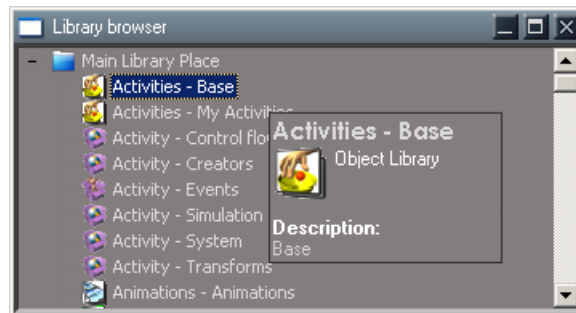 Library browser
Main Library Place
Activities - Base
Activities - My Activities
Activity - Control flo
Activity - Creators
Activity - Events
Activity - Simulation
Activity - System
Activity - Transforms
Animations - Animations
Activities - Base
Object Library
Description:
Base